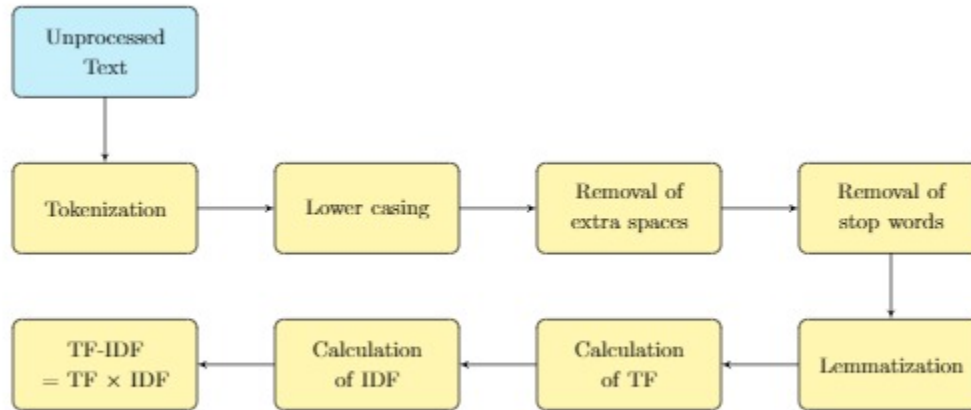 Unprocessed
Text
Tokenization
Lower casing
Removal of
extra spaces
Removal of
stop words
Lemmatization
Calculation
of TF
Calculation
of IDF
TF-IDF
= TF × IDF